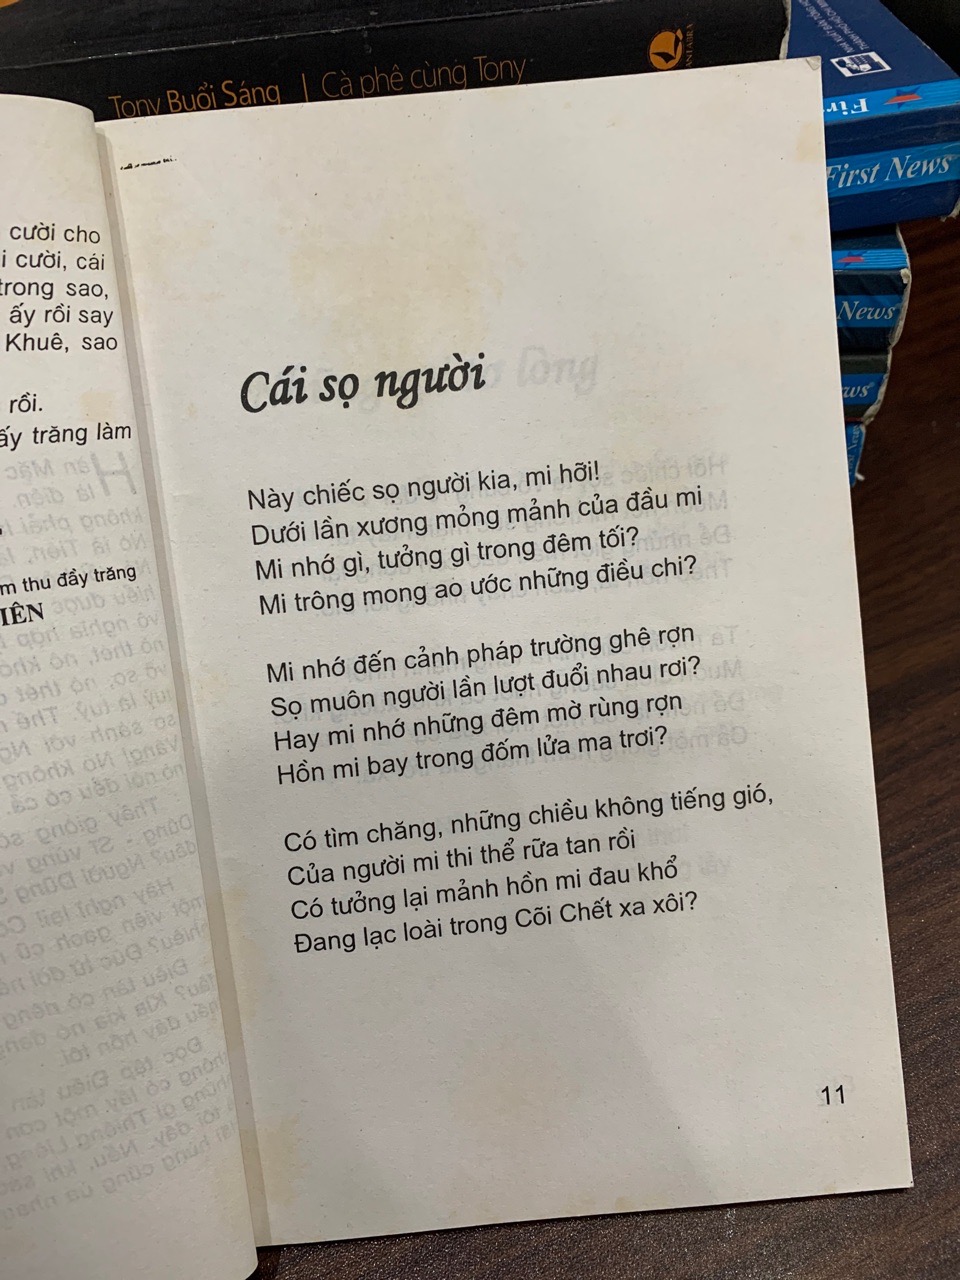 Tony Buổi Sáng | Cà phê cùng Tony
First News
News
cười cho
i cười, cái
trong sao,
ấy rồi say
Khuê, sao
rồi.
ấy trăng làm
m thu đầy trăng
IÊN
Cái sọ người
Này chiếc sọ người kia, mi hỡi!
Dưới lần xương mỏng mảnh của đầu mi
Mi nhớ gì, tưởng gì trong đêm tối?
Mi trông mong ao ước những điều chi?
Mi nhớ đến cảnh pháp trường ghê rợn
Sọ muôn người lần lượt đuổi nhau rơi?
Hay mi nhớ những đêm mờ rùng rợn
Hồn mi bay trong đốm lửa ma trơi?
Có tìm chăng, những chiều không tiếng gió,
Của người mi thi thể rữa tan rồi
Có tưởng lại mảnh hồn mi đau khổ
Đang lạc loài trong Cõi Chết xa xôi?
11